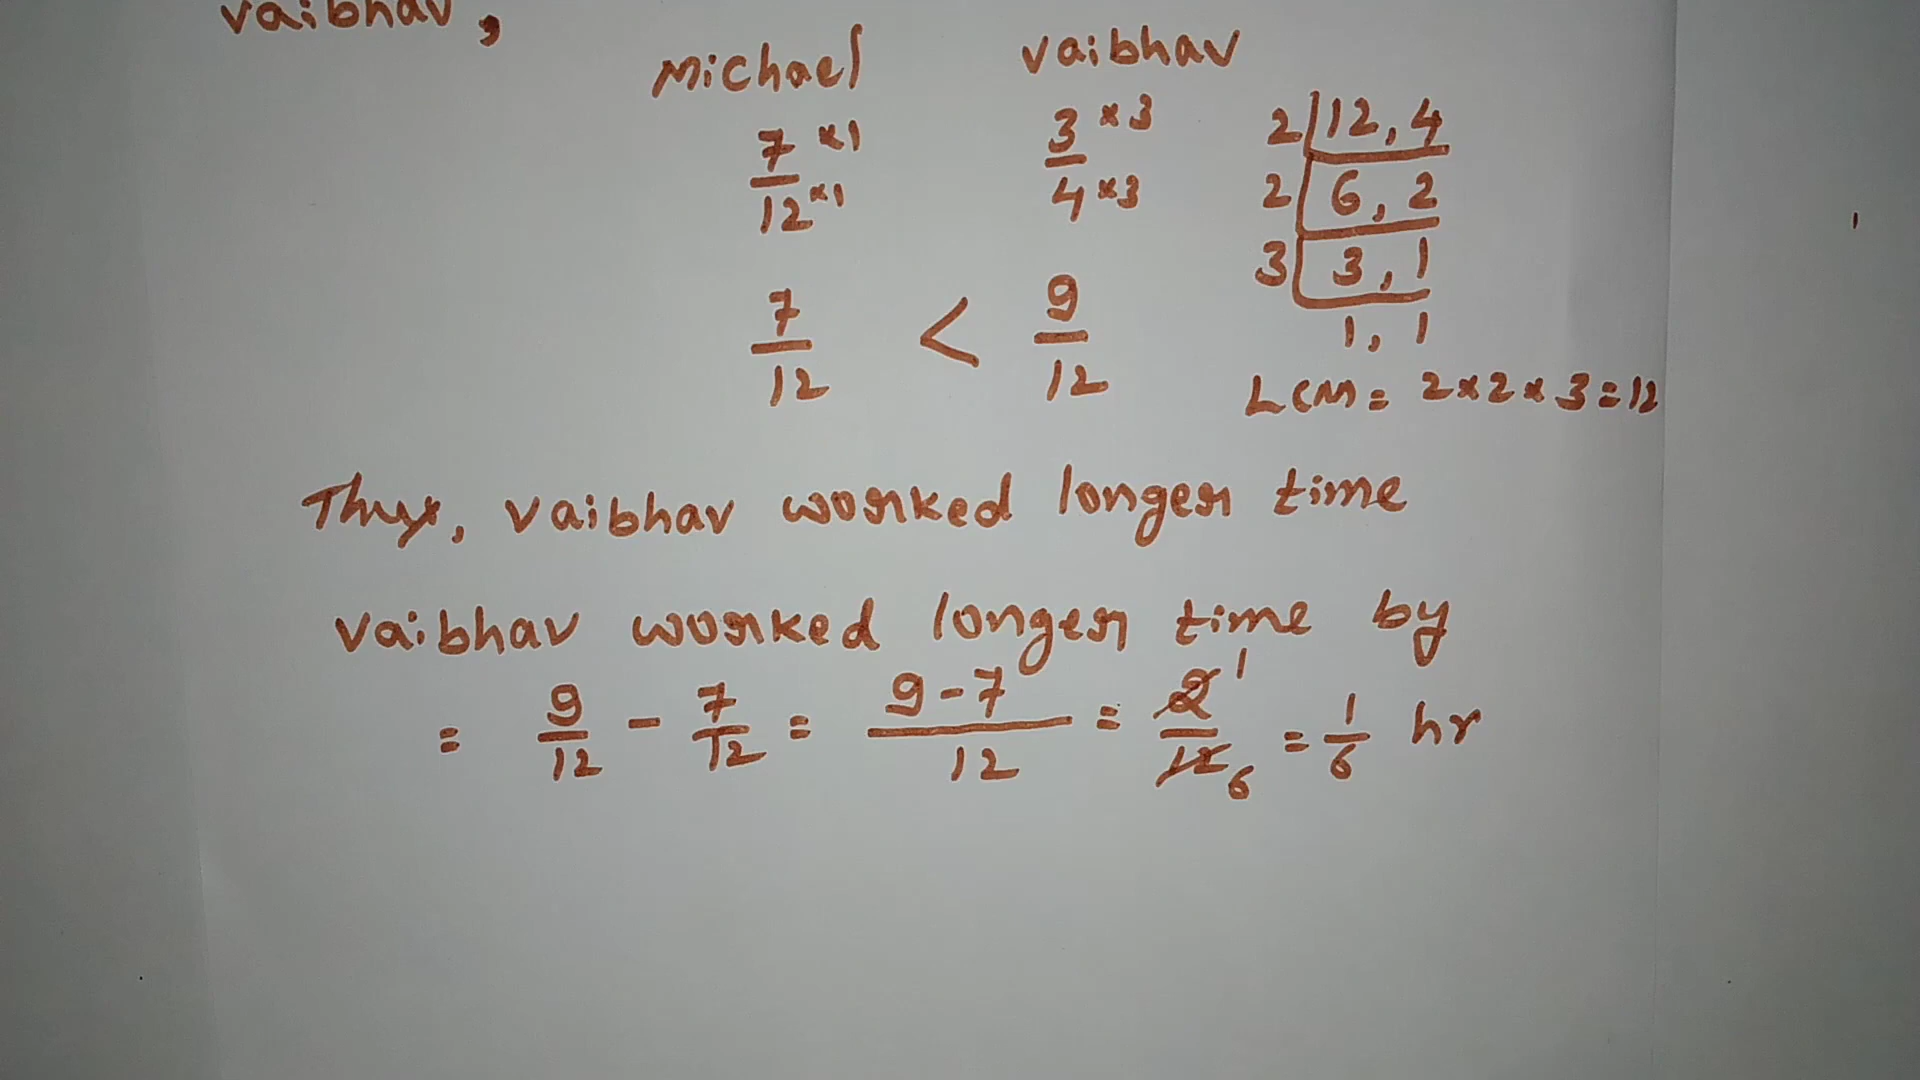 vaibhav,
Michael vaibhav
7 ×1 / 12 ×1 3 ×3 / 4 ×3
2 | 12, 4
2 | 6, 2
3 | 3, 1
1, 1
7/12 < 9/12
LCM = 2×2×3=12
Thus, vaibhav worked longer time
vaibhav worked longer time by
= 9/12 - 7/12 = 9-7/12 = 2 1/12 6 = 1/6 hr